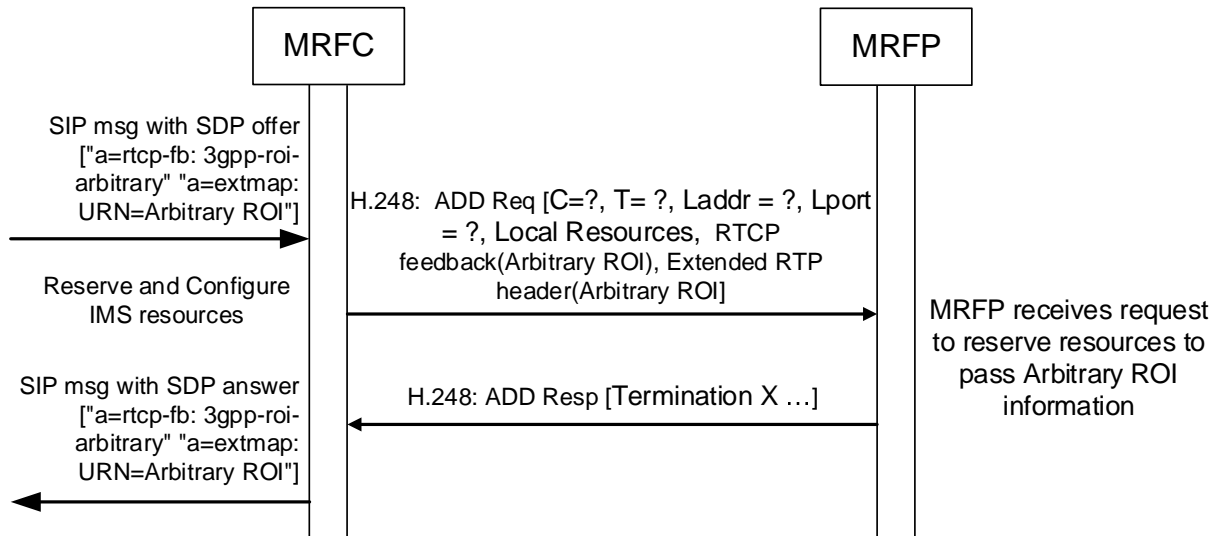 MRFC
MRFP
SIP msg with SDP offer
["a=rtcp-fb: 3gpp-roi-
arbitrary" "a=extmap:
URN=Arbitrary ROI"]
H.248:  ADD Req [C=?, T= ?, Laddr = ?, Lport
= ?, Local Resources,  RTCP
feedback(Arbitrary ROI), Extended RTP
header(Arbitrary ROI]
Reserve and Configure
IMS resources
MRFP receives request
to reserve resources to
pass Arbitrary ROI
information
SIP msg with SDP answer
["a=rtcp-fb: 3gpp-roi-
arbitrary" "a=extmap:
URN=Arbitrary ROI"]
H.248: ADD Resp [Termination X …]